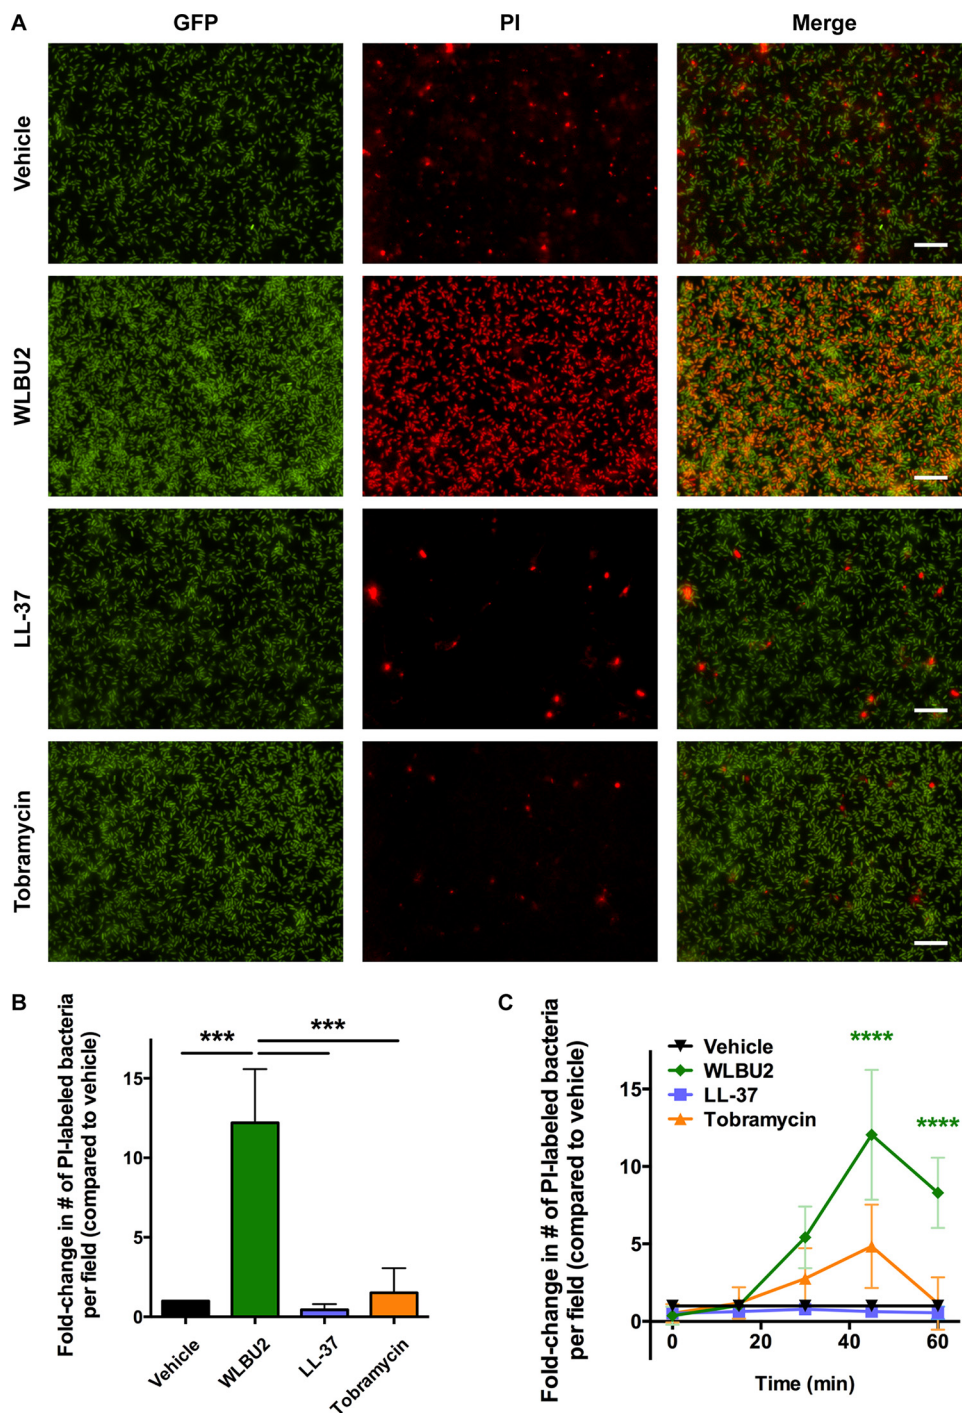 A
GFP
PI
Merge
Vehicle
WLBU2
LL-37
Tobramycin
B
Fold-change in # of PI-labeled bacteria
per field (compared to vehicle)
15
10
5
0
***
***
Vehicle
WLBU2
LL-37
Tobramycin
C
Fold-change in # of PI-labeled bacteria
per field (compared to vehicle)
15
10
5
0
Vehicle
WLBU2
LL-37
Tobramycin
****
****
0
20
40
60
Time (min)